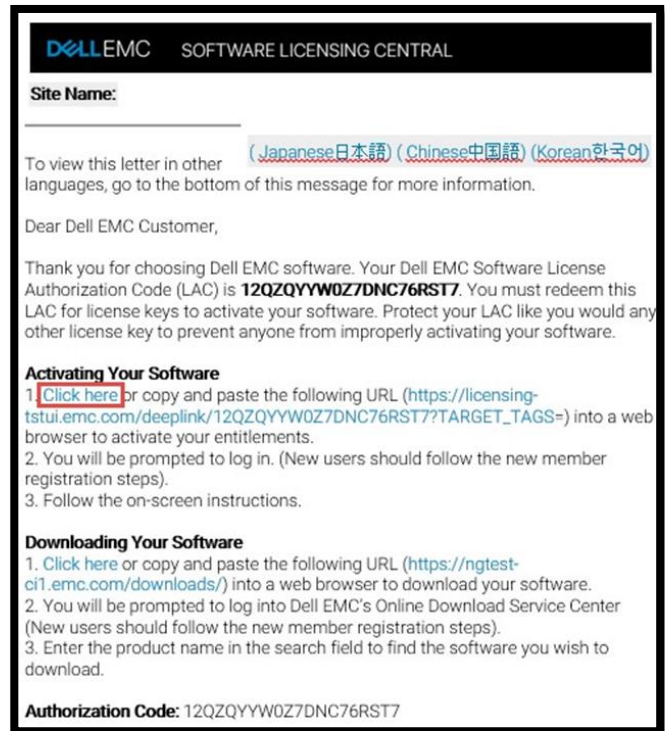 DELLEMC SOFTWARE LICENSING CENTRAL
Site Name:
( Japanese日本語) ( Chinese中国語) (Korean한국어)
To view this letter in other
languages, go to the bottom of this message for more information.
Dear Dell EMC Customer,
Thank you for choosing Dell EMC software. Your Dell EMC Software License
Authorization Code (LAC) is 12QZQYYW0Z7DNC76RST7. You must redeem this
LAC for license keys to activate your software. Protect your LAC like you would any
other license key to prevent anyone from improperly activating your software.
Activating Your Software
1. Click here or copy and paste the following URL (https://licensing-
tstui.emc.com/deeplink/12QZQYYW0Z7DNC76RST7?TARGET_TAGS=) into a web
browser to activate your entitlements.
2. You will be prompted to log in. (New users should follow the new member
registration steps).
3. Follow the on-screen instructions.
Downloading Your Software
1. Click here or copy and paste the following URL (https://ngtest-
ci1.emc.com/downloads/) into a web browser to download your software.
2. You will be prompted to log into Dell EMC's Online Download Service Center
(New users should follow the new member registration steps).
3. Enter the product name in the search field to find the software you wish to
download.
Authorization Code: 12QZQYYW0Z7DNC76RST7